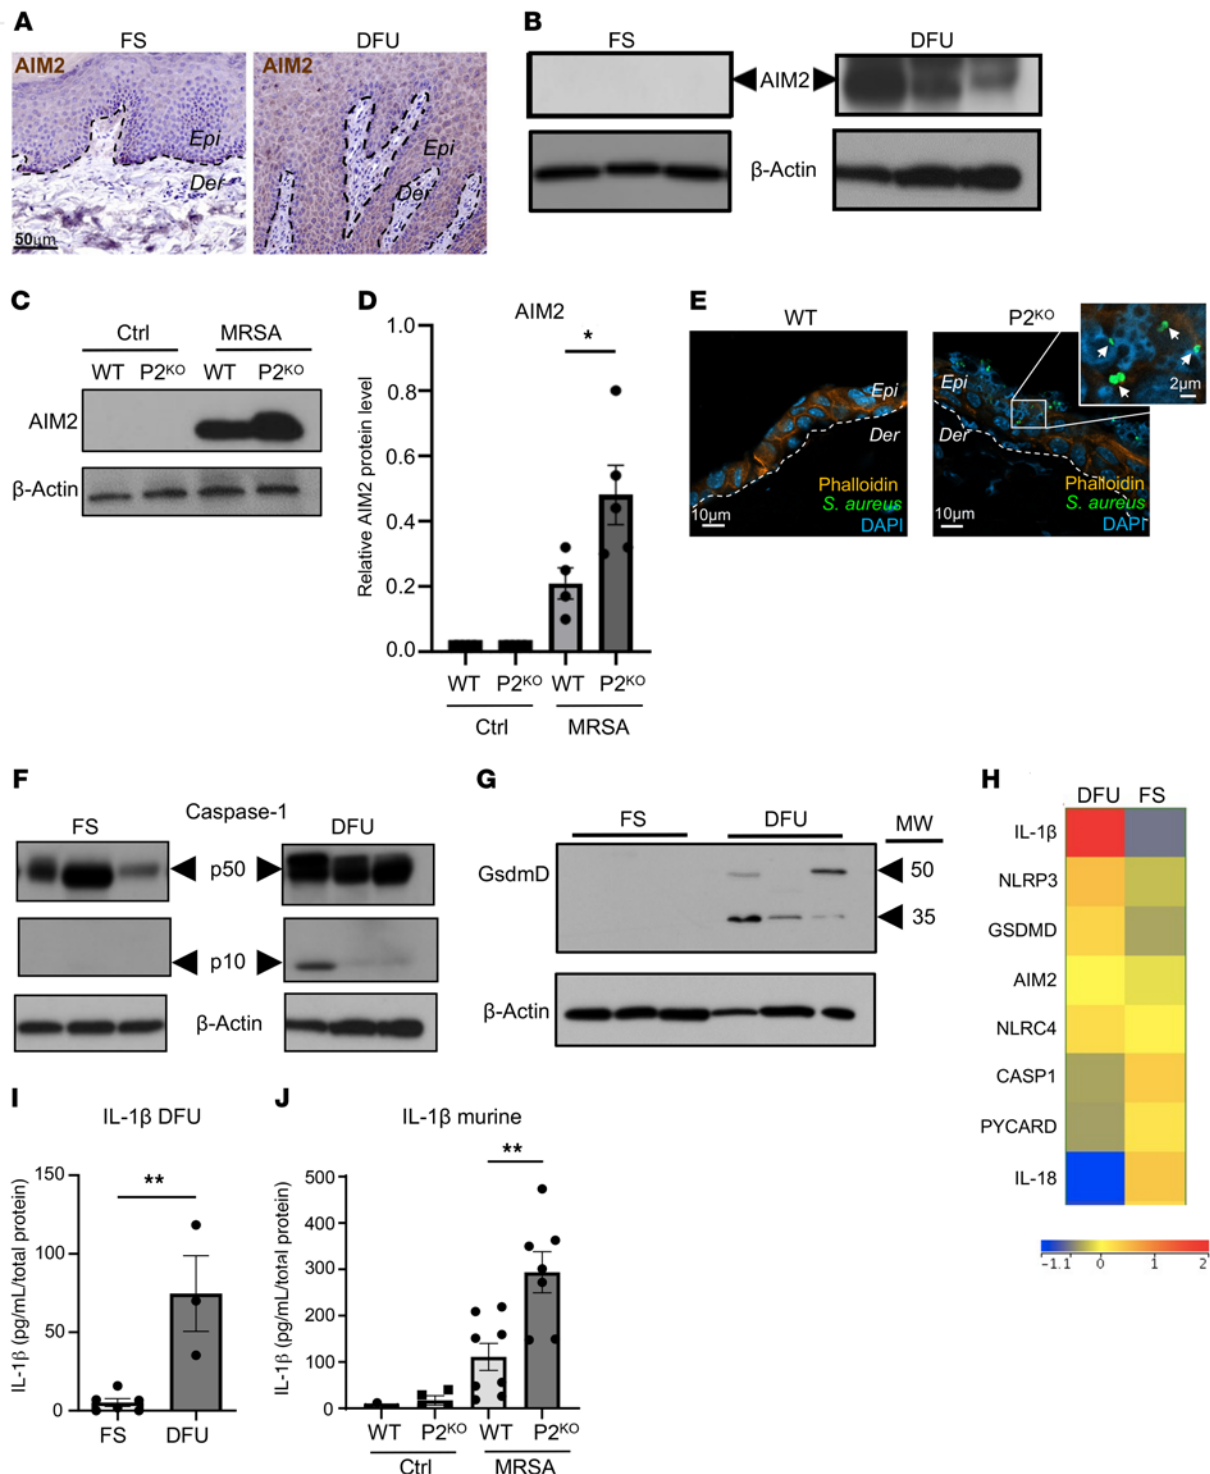 A
FS
DFU
AIM2
AIM2
Epi
Der
Epi
Der
50μm
B
FS
DFU
AIM2
β-Actin
C
Ctrl
MRSA
WT
P2KO
WT
P2KO
AIM2
β-Actin
D
AIM2
*
Relative AIM2 protein level
1.0
0.8
0.6
0.4
0.2
0.0
WT
P2KO
WT
P2KO
Ctrl
MRSA
E
WT
P2KO
Epi
Der
Phalloidin
S. aureus
DAPI
10μm
Epi
Der
2μm
Phalloidin
S. aureus
DAPI
10μm
F
Caspase-1
FS
DFU
p50
p10
β-Actin
G
FS
DFU
MW
GsdmD
50
35
β-Actin
H
DFU
FS
IL-1β
NLRP3
GSDMD
AIM2
NLRC4
CASP1
PYCARD
IL-18
-1.1
0
1
2
I
IL-1β DFU
**
IL-1β (pg/mL/total protein)
150
100
50
0
FS
DFU
J
IL-1β murine
**
IL-1β (pg/mL/total protein)
500
400
300
200
100
0
WT
P2KO
WT
P2KO
Ctrl
MRSA